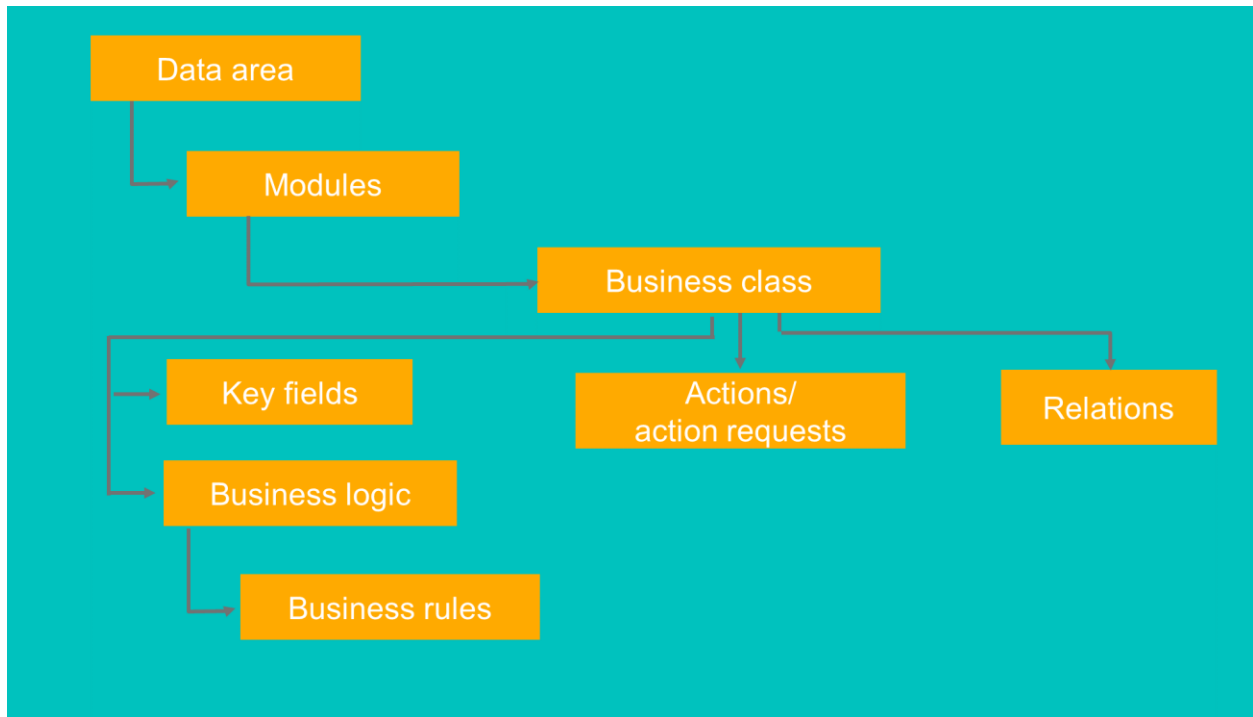 Data area
Modules
Business class
Key fields
Actions/
action requests
Relations
Business logic
Business rules